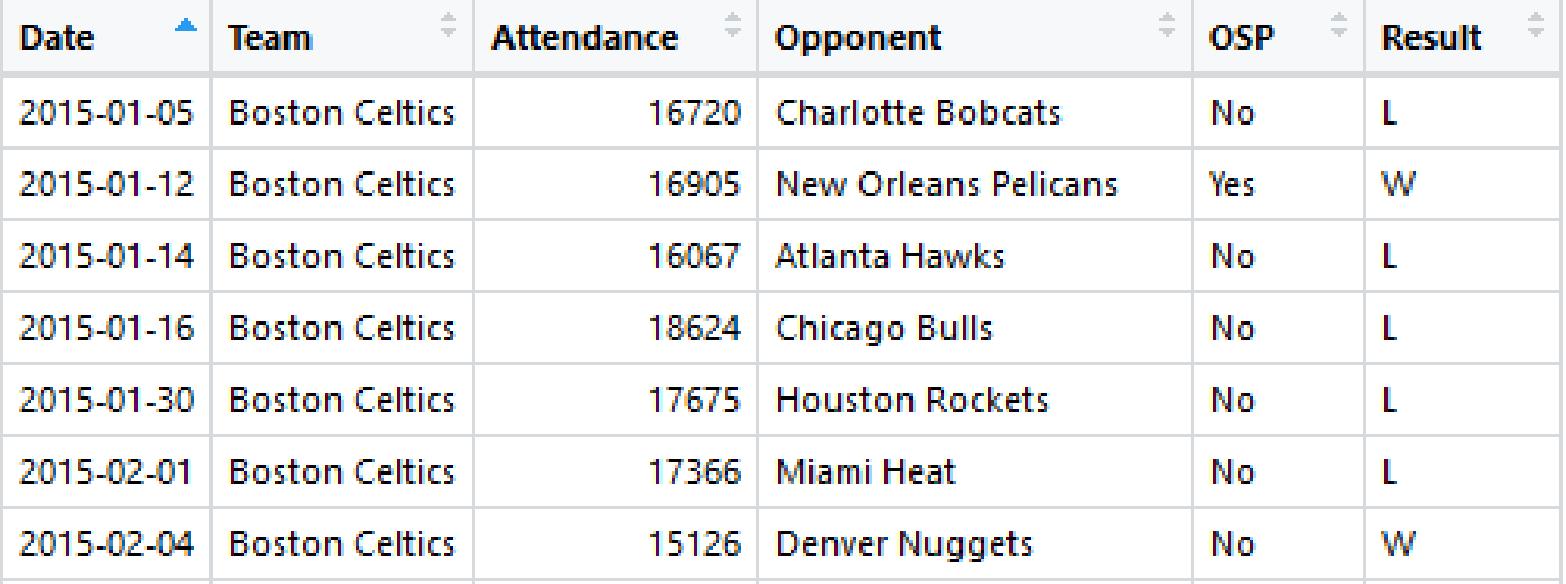 Date Team Attendance Opponent OSP Result
2015-01-05 Boston Celtics 16720 Charlotte Bobcats No L
2015-01-12 Boston Celtics 16905 New Orleans Pelicans Yes W
2015-01-14 Boston Celtics 16067 Atlanta Hawks No L
2015-01-16 Boston Celtics 18624 Chicago Bulls No L
2015-01-30 Boston Celtics 17675 Houston Rockets No L
2015-02-01 Boston Celtics 17366 Miami Heat No L
2015-02-04 Boston Celtics 15126 Denver Nuggets No W